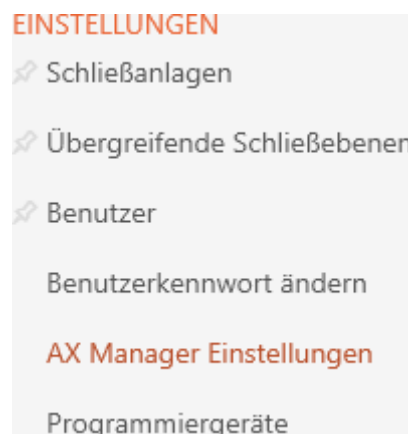 EINSTELLUNGEN
Schließanlagen
Übergreifende Schließebenen
Benutzer
Benutzerkennwort ändern
AX Manager Einstellungen
Programmiergeräte